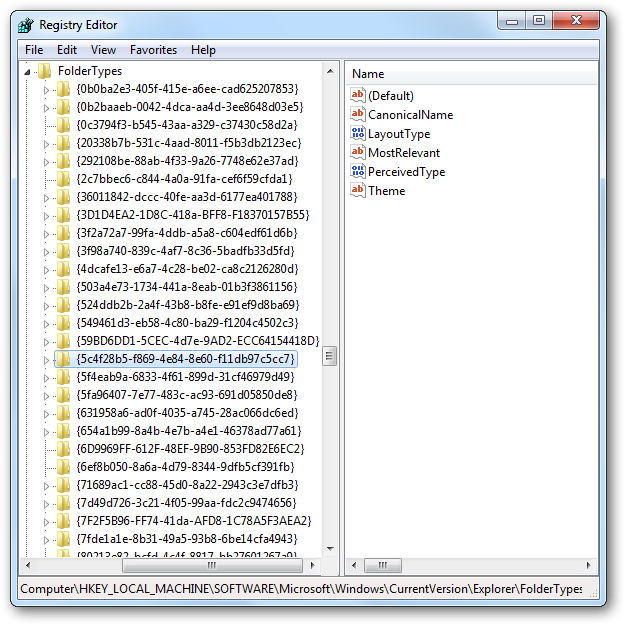 Registry Editor
File Edit View Favorites Help
FolderTypes
{0b0ba2e3-405f-415e-a6ee-cad625207853}
{0b2baaeb-0042-4dca-aa4d-3ee8648d03e5}
{0c3794f3-b545-43aa-a329-c37430c58d2a}
{20338b7b-531c-4aad-8011-f5b3db2123ec}
{292108be-88ab-4f33-9a26-7748e62e37ad}
{2c7bbec6-c844-4a0a-91fa-cef6f59cfda1}
{36011842-dccc-40fe-aa3d-6177ea401788}
{3D1D4EA2-1D8C-418a-BFF8-F18370157B55}
{3f2a72a7-99fa-4ddb-a5a8-c604edf61d6b}
{3f98a740-839c-4af7-8c36-5badfb33d5fd}
{4dcafe13-e6a7-4c28-be02-ca8c2126280d}
{503a4e73-1734-441a-8eab-01b3f3861156}
{524ddb2b-2a4f-43b8-b8fe-e91ef9d8ba69}
{549461d3-eb58-4c80-ba29-f1204c4502c3}
{59BD6DD1-5CEC-4d7e-9AD2-ECC64154418D}
{5c4f28b5-f869-4e84-8e60-f11db97c5cc7}
{5f4eab9a-6833-4f61-899d-31cf46979d49}
{5fa96407-7e77-483c-ac93-691d05850de8}
{631958a6-ad0f-4035-a745-28ac066dc6ed}
{654a1b99-8a4b-4e7b-a4e1-46378ad77a61}
{6D9969FF-612F-48EF-9B90-853FD82E6EC2}
{6ef8b050-8a6a-4d79-8344-9dfb5cf391fb}
{71689ac1-cc88-45d0-8a22-2943c3e7dfb3}
{7d49d726-3c21-4f05-99aa-fdc2c9474656}
{7F2F5B96-FF74-41da-AFD8-1C78A5F3AEA2}
{7fde1a1e-8b31-49a5-93b8-6be14cfa4943}
{80213e82-bcfd-4c4f-8817-bb27601267a9}
Name
(Default)
CanonicalName
LayoutType
MostRelevant
PerceivedType
Theme
Computer\HKEY_LOCAL_MACHINE\SOFTWARE\Microsoft\Windows\CurrentVersion\Explorer\FolderTypes